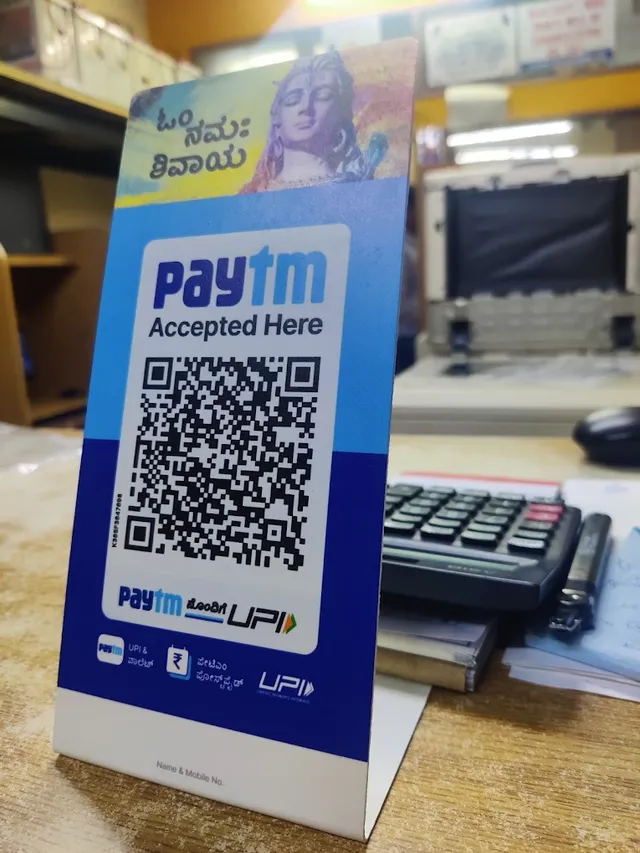 ಓಂ
ನಮಃ
ಶಿವಾಯ
paytm
Accepted Here
paytm ನೊಂದಿಗೆ UPI
paytm UPI &
ವಾಲೆಟ್
₹ ಪೇಟಿಎಂ
ಪೋಸ್ಟ್‌ಪೈಡ್
UPI
Name & Mobile No.